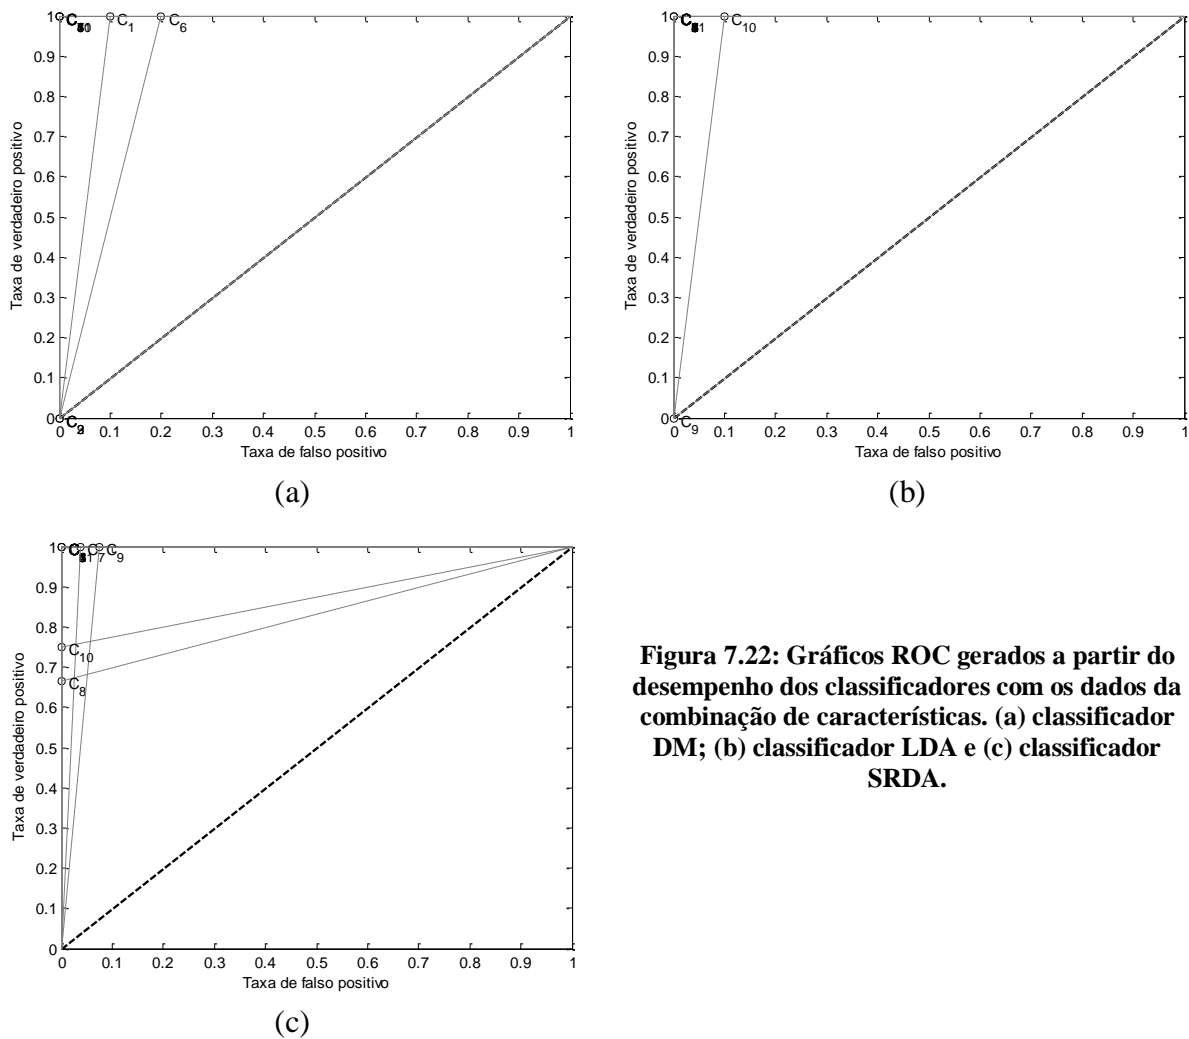 1
0.9
0.8
0.7
0.6
0.5
0.4
0.3
0.2
0.1
0
C1
C6
0 0.1 0.2 0.3 0.4 0.5 0.6 0.7 0.8 0.9 1
Taxa de verdadeiro positivo
Taxa de falso positivo
(a)
1
0.9
0.8
0.7
0.6
0.5
0.4
0.3
0.2
0.1
0
C10
C9
0 0.1 0.2 0.3 0.4 0.5 0.6 0.7 0.8 0.9 1
Taxa de verdadeiro positivo
Taxa de falso positivo
(b)
1
0.9
0.8
0.7
0.6
0.5
0.4
0.3
0.2
0.1
0
C7
C9
C10
C8
0 0.1 0.2 0.3 0.4 0.5 0.6 0.7 0.8 0.9 1
Taxa de verdadeiro positivo
Taxa de falso positivo
(c)
Figura 7.22: Gráficos ROC gerados a partir do
desempenho dos classificadores com os dados da
combinação de características. (a) classificador
DM; (b) classificador LDA e (c) classificador
SRDA.